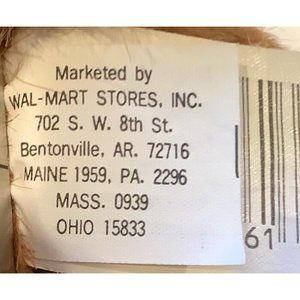 Marketed by
WAL-MART STORES, INC.
702 S. W. 8th St.
Bentonville, AR. 72716
MAINE 1959, PA. 2296
MASS. 0939
OHIO 15833
61